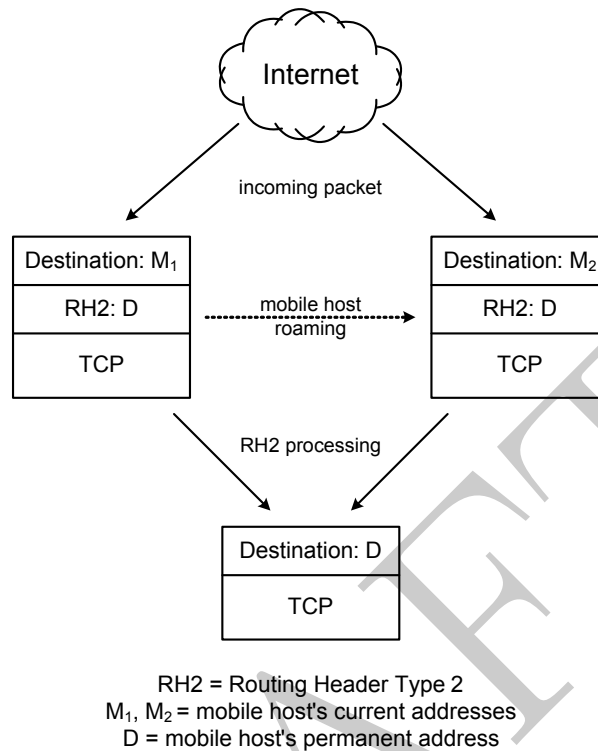 Internet
incoming packet
Destination: M₁
RH2: D
TCP
Destination: M₂
RH2: D
TCP
mobile host
roaming
RH2 processing
Destination: D
TCP
RH2 = Routing Header Type 2
M₁, M₂ = mobile host's current addresses
D = mobile host's permanent address